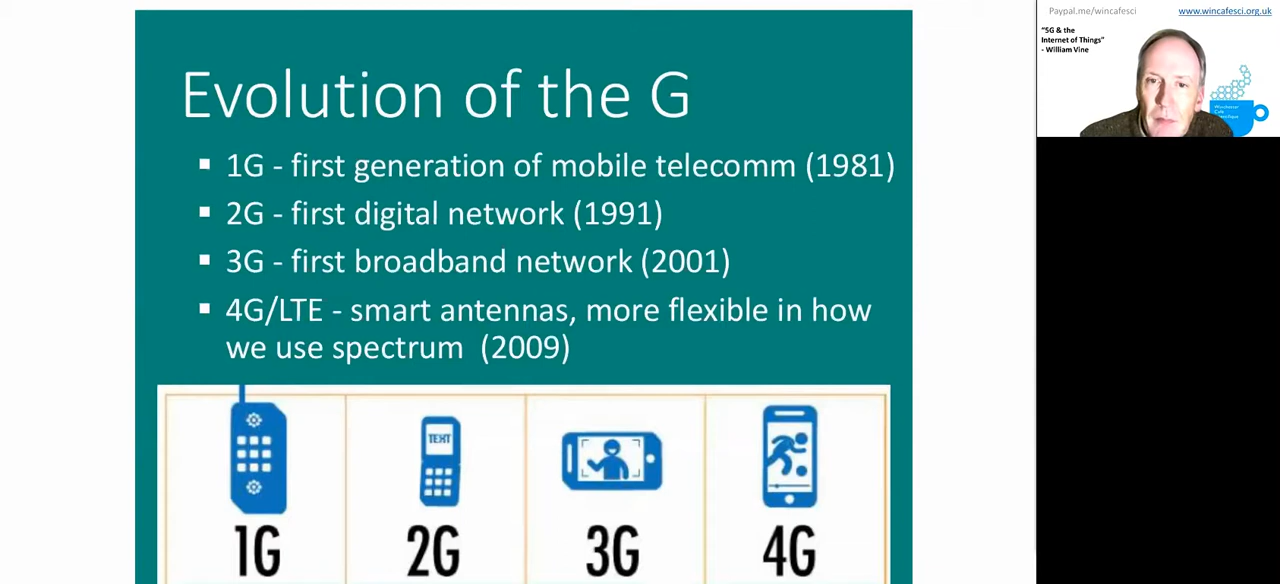 Evolution of the G
▪ 1G - first generation of mobile telecomm (1981)
▪ 2G - first digital network (1991)
▪ 3G - first broadband network (2001)
▪ 4G/LTE - smart antennas, more flexible in how
we use spectrum (2009)
TEXT
1G 2G 3G 4G
Paypal.me/wincafesci www.wincafesci.org.uk
"5G & the
Internet of Things"
- William Vine
Winchester
Café